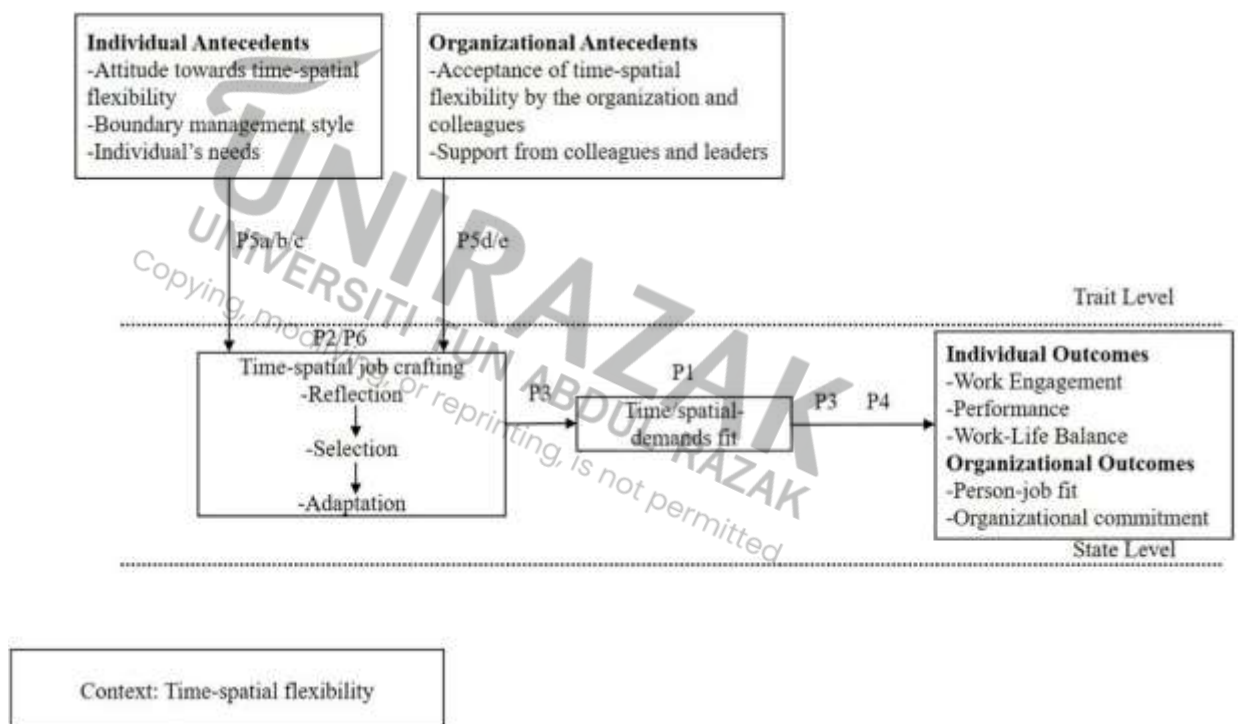 Individual Antecedents
-Attitude towards time-spatial
flexibility
-Boundary management style
-Individual's needs
Organizational Antecedents
-Acceptance of time-spatial
flexibility by the organization and
colleagues
-Support from colleagues and leaders
P5a/b/c
P5d/e
Trait Level
P2/P6
Time-spatial job crafting
-Reflection
-Selection
-Adaptation
P3
P1
Time/spatial-
demands fit
P3 P4
Individual Outcomes
-Work Engagement
-Performance
-Work-Life Balance
Organizational Outcomes
-Person-job fit
-Organizational commitment
State Level
Context: Time-spatial flexibility
UNIRAZAK
UNIVERSITI TUN ABDUL RAZAK
Copying, modifying, or reprinting, is not permitted